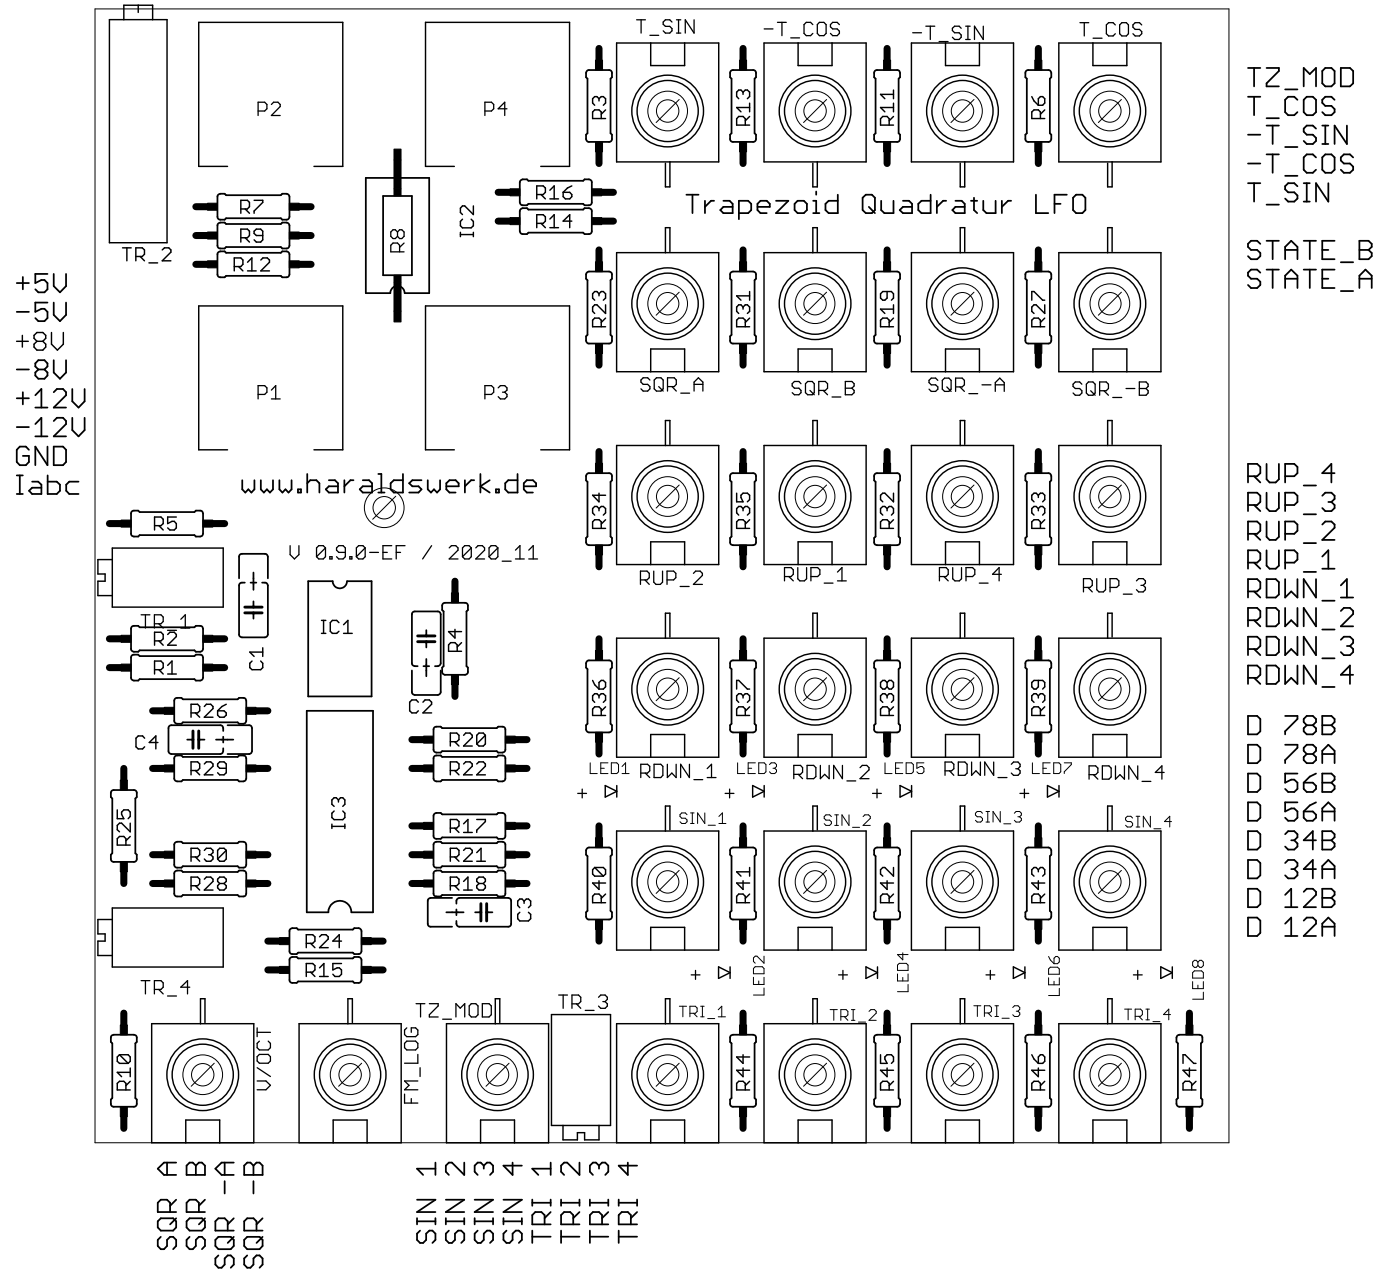 T_SIN
-T_COS
-T_SIN
T_COS
P2
P4
R3
R13
R11
R6
TZ_MOD
T_COS
-T_SIN
-T_COS
T_SIN
STATE_B
STATE_A
R7
R9
R12
R8
IC2
R16
R14
Trapezoid Quadratur LFO
TR_2
+5V
-5V
+8V
-8V
+12V
-12V
GND
Iabc
R23
R31
R19
R27
P1
P3
SQR_A
SQR_B
SQR_-A
SQR_-B
www.haraldswerk.de
V 0.9.0-EF / 2020_11
R5
R34
R35
R32
R33
RUP_2
RUP_1
RUP_4
RUP_3
RUP_4
RUP_3
RUP_2
RUP_1
RDWN_1
RDWN_2
RDWN_3
RDWN_4
TR_1
R2
R1
C1
IC1
C2
R4
R36
R37
R38
R39
R26
C4
R29
R20
R22
LED1
RDWN_1
LED3
RDWN_2
LED5
RDWN_3
LED7
RDWN_4
+
+
+
+
D 78B
D 78A
D 56B
D 56A
D 34B
D 34A
D 12B
D 12A
R25
IC3
R17
R21
R18
C3
R30
R28
SIN_1
SIN_2
SIN_3
SIN_4
R40
R41
R42
R43
R24
R15
TR_4
+
LED2
+
LED4
+
LED6
+
LED8
TZ_MOD
TR_3
TRI_1
TRI_2
TRI_3
TRI_4
R10
V/OCT
FM_LOG
R44
R45
R46
R47
SQR A
SQR B
SQR -A
SQR -B
SIN 1
SIN 2
SIN 3
SIN 4
TRI 1
TRI 2
TRI 3
TRI 4